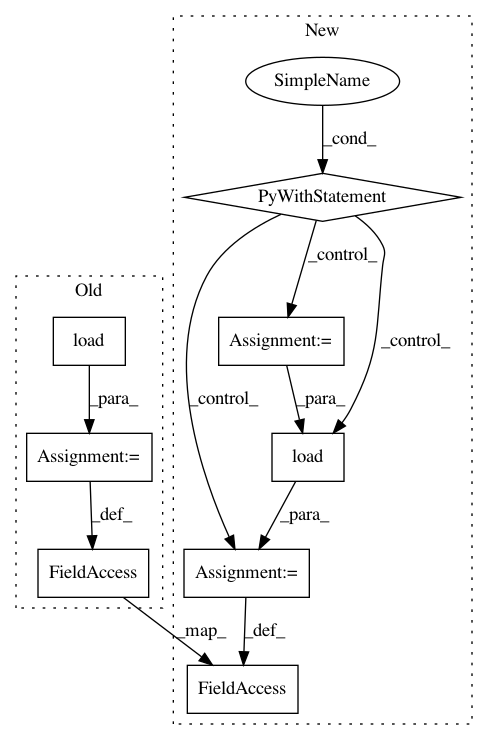 New
SimpleName
_cond_
PyWithStatement
Old
_control_
load
Assignment:=
_control_
_para_
_control_
_para_
Assignment:=
load
_def_
_para_
FieldAccess
Assignment:=
_map_
_def_
FieldAccess